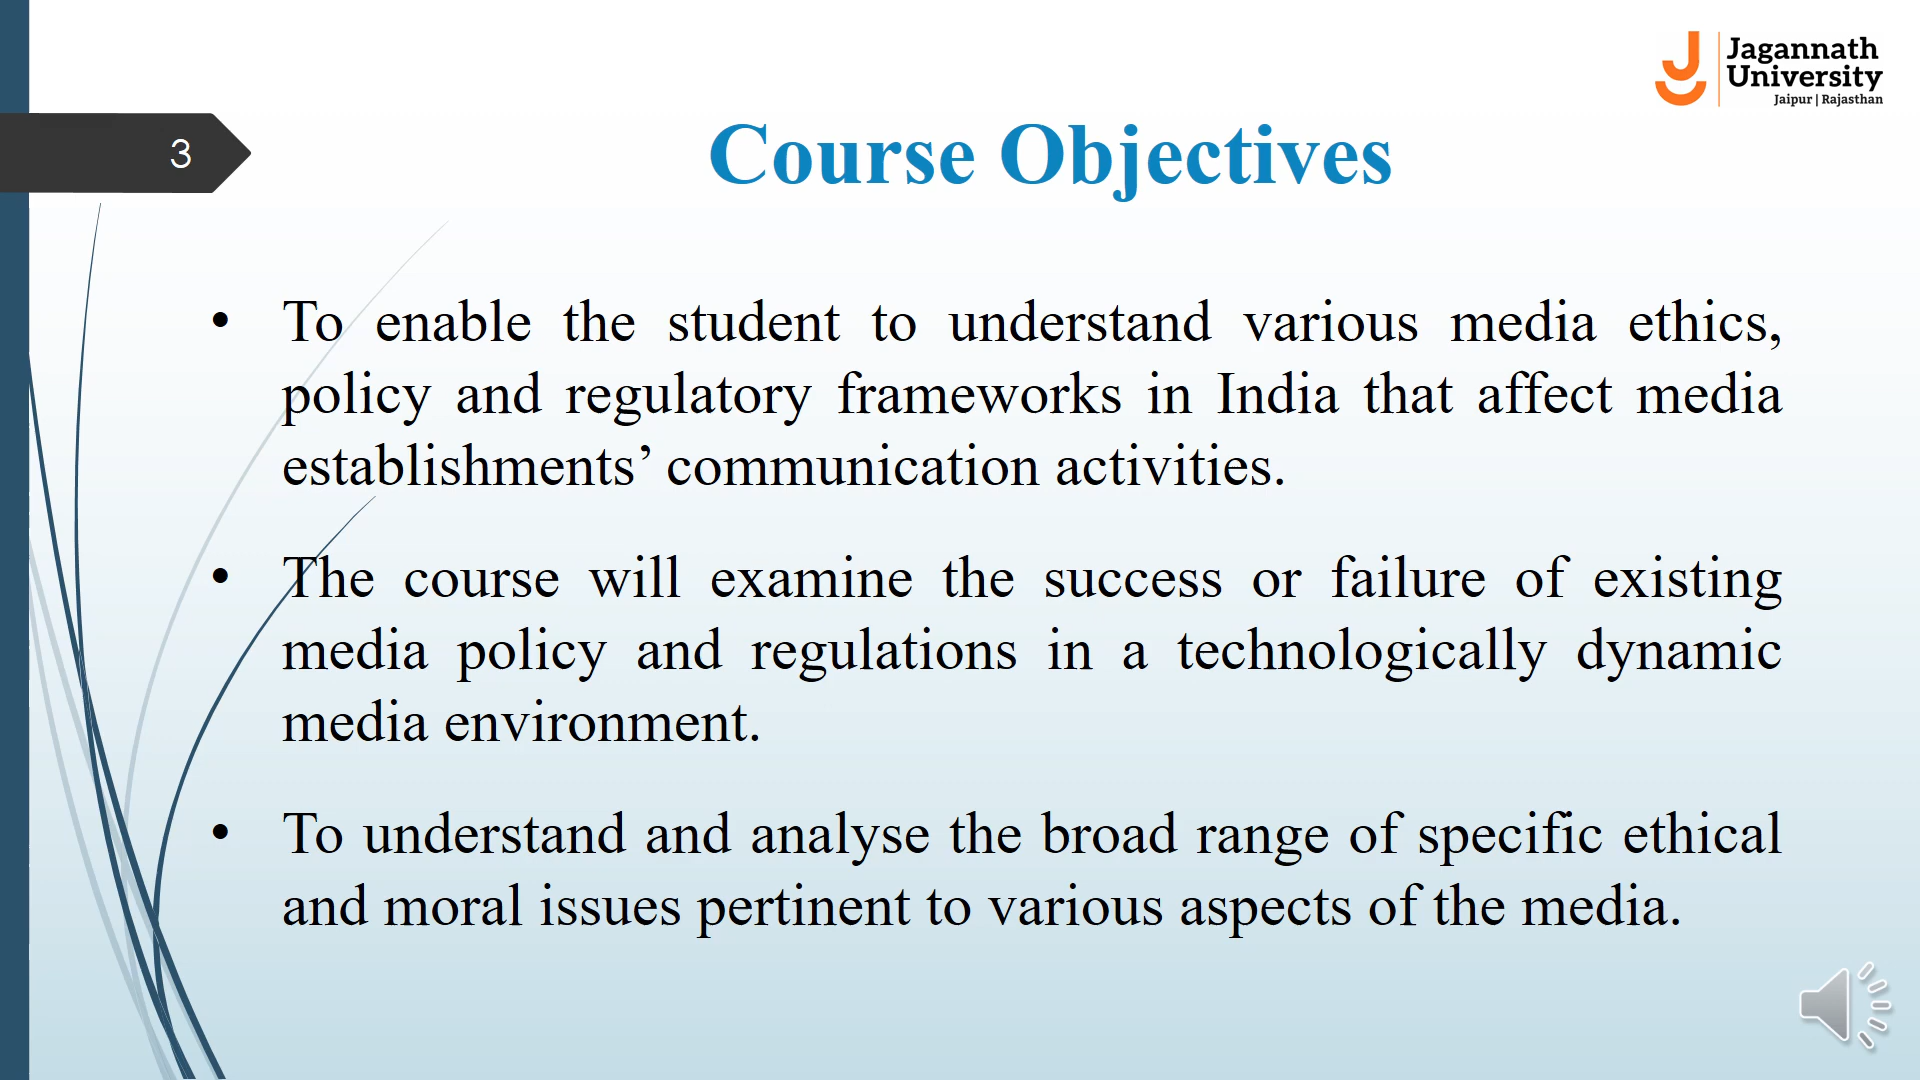 Jagannath
University
Jaipur | Rajasthan
3
Course Objectives
• To enable the student to understand various media ethics,
policy and regulatory frameworks in India that affect media
establishments’ communication activities.
• The course will examine the success or failure of existing
media policy and regulations in a technologically dynamic
media environment.
• To understand and analyse the broad range of specific ethical
and moral issues pertinent to various aspects of the media.